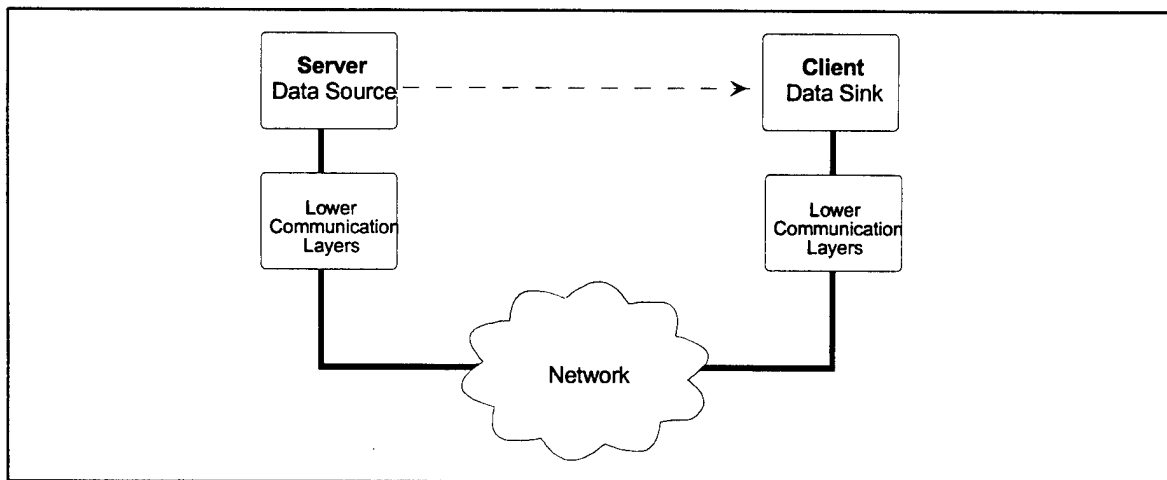 Server
Data Source
Client
Data Sink
Lower
Communication
Layers
Lower
Communication
Layers
Network